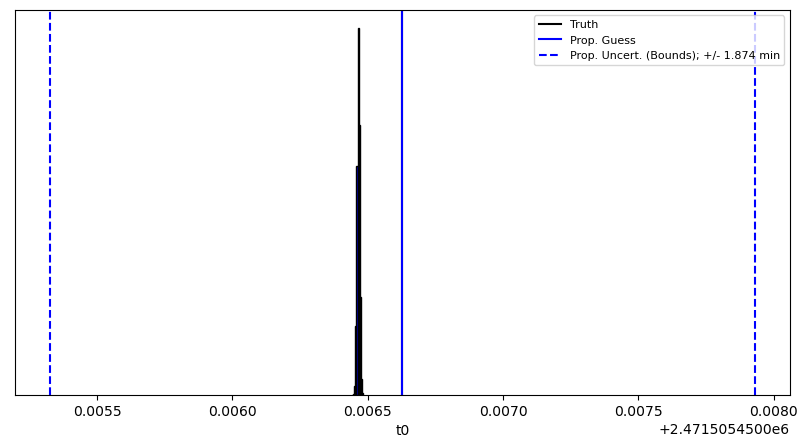 Truth
Prop. Guess
Prop. Uncert. (Bounds); +/- 1.874 min
0.0055 0.0060 0.0065 0.0070 0.0075 0.0080
t0
+2.4715054500e6